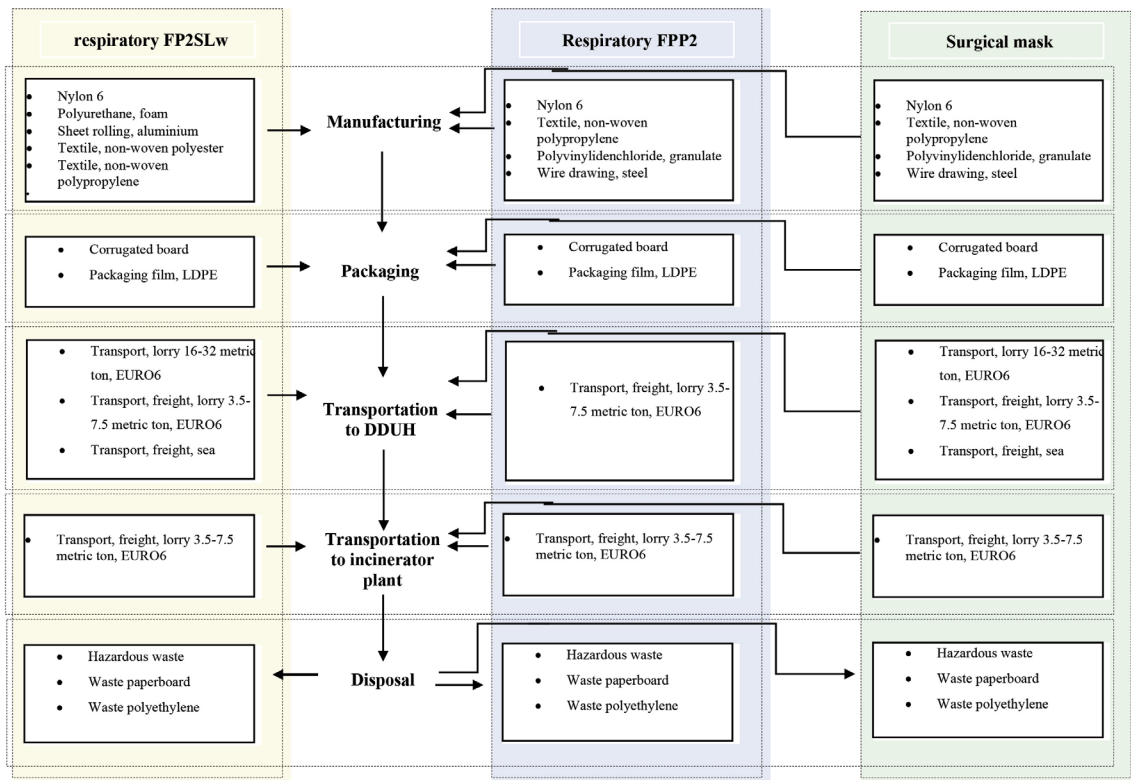 respiratory FP2SLw
Respiratory FPP2
Surgical mask
• Nylon 6
• Polyurethane, foam
• Sheet rolling, aluminium
• Textile, non-woven polyester
• Textile, non-woven
polypropylene
•
Manufacturing
• Nylon 6
• Textile, non-woven
polypropylene
• Polyvinylidenchloride, granulate
• Wire drawing, steel
• Nylon 6
• Textile, non-woven
polypropylene
• Polyvinylidenchloride, granulate
• Wire drawing, steel
• Corrugated board
• Packaging film, LDPE
Packaging
• Corrugated board
• Packaging film, LDPE
• Corrugated board
• Packaging film, LDPE
• Transport, lorry 16-32 metric
ton, EURO6
• Transport, freight, lorry 3.5-
7.5 metric ton, EURO6
• Transport, freight, sea
Transportation
to DDUH
• Transport, freight, lorry 3.5-
7.5 metric ton, EURO6
• Transport, lorry 16-32 metric
ton, EURO6
• Transport, freight, lorry 3.5-
7.5 metric ton, EURO6
• Transport, freight, sea
• Transport, freight, lorry 3.5-7.5
metric ton, EURO6
Transportation
to incinerator
plant
• Transport, freight, lorry 3.5-7.5
metric ton, EURO6
• Transport, freight, lorry 3.5-7.5
metric ton, EURO6
• Hazardous waste
• Waste paperboard
• Waste polyethylene
Disposal
• Hazardous waste
• Waste paperboard
• Waste polyethylene
• Hazardous waste
• Waste paperboard
• Waste polyethylene